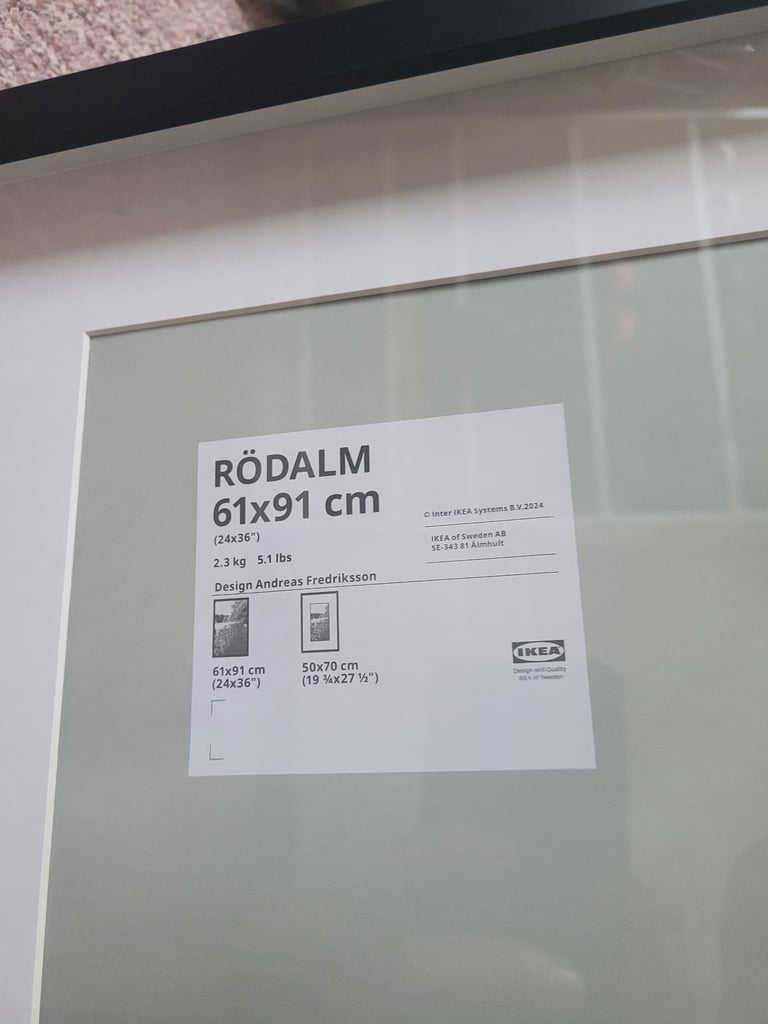 RÖDALM
61x91 cm
(24x36")
2.3 kg 5.1 lbs
© Inter IKEA Systems B.V.2024
IKEA of Sweden AB
SE-343 81 Älmhult
Design Andreas Fredriksson
61x91 cm
(24x36")
50x70 cm
(19 ¾x27 ½")
IKEA
Design and Quality
IKEA of Sweden